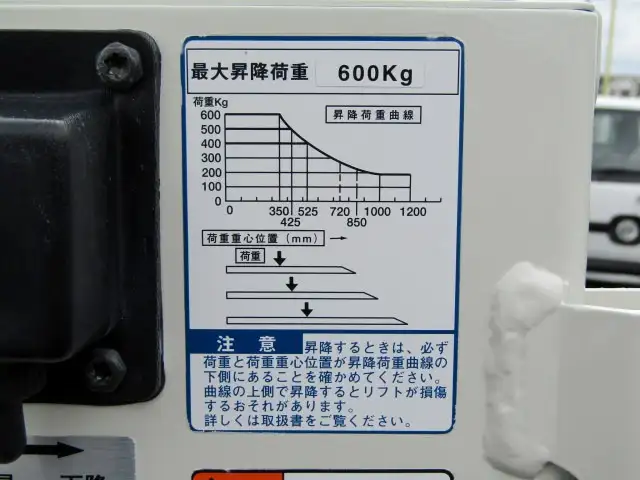 最大昇降荷重 600Kg
荷重Kg
昇降荷重曲線
600
500
400
300
200
100
0
0 350 525 720 1000 1200
425 850
荷重重心位置(mm) →
荷重
注意 昇降するときは、必ず
荷重と荷重重心位置が昇降荷重曲線の
下側にあることを確かめてください。
曲線の上側で昇降するとリフトが損傷
するおそれがあります。
詳しくは取扱書をご覧ください。
下降